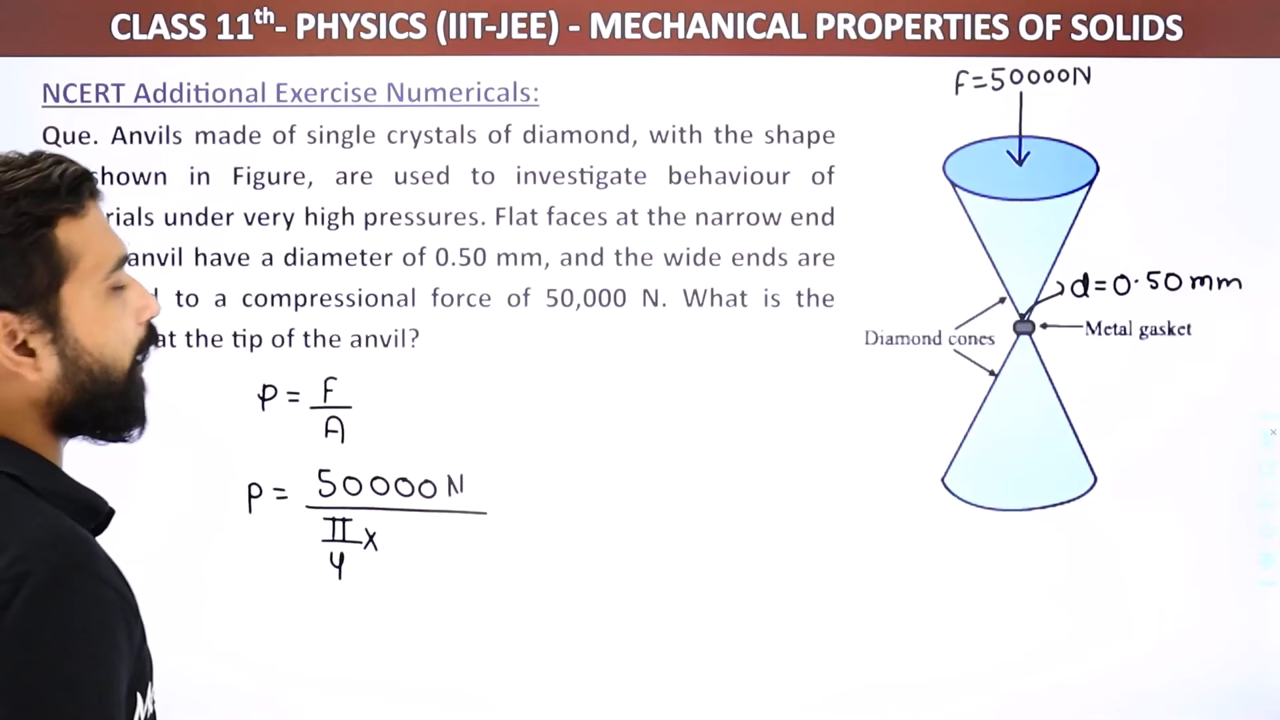 CLASS 11th- PHYSICS (IIT-JEE) - MECHANICAL PROPERTIES OF SOLIDS
NCERT Additional Exercise Numericals:
Que. Anvils made of single crystals of diamond, with the shape
hown in Figure, are used to investigate behaviour of
rials under very high pressures. Flat faces at the narrow end
anvil have a diameter of 0.50 mm, and the wide ends are
to a compressional force of 50,000 N. What is the
at the tip of the anvil?
P = F
A
P = 50000 N
π x
4
F=50000N
d=0.50mm
Diamond cones
Metal gasket